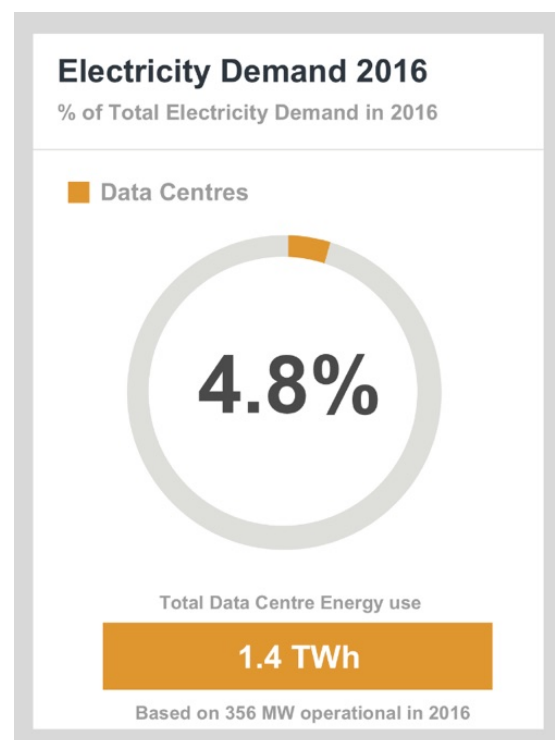 Electricity Demand 2016
% of Total Electricity Demand in 2016
Data Centres
4.8%
Total Data Centre Energy use
1.4 TWh
Based on 356 MW operational in 2016